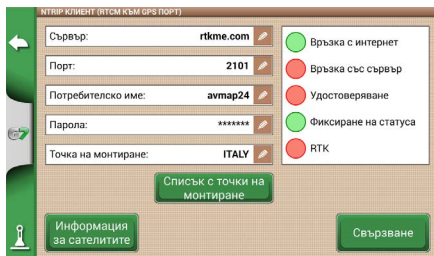 NTRIP КЛИЕНТ (RTCM КЪМ GPS ПОРТ)
Сървър: rtkme.com
Порт: 2101
Потребителско име: avmap24
Парола: *******
Точка на монтиране: ITALY
Списък с точки на
монтиране
Информация
за сателитите
Връзка с интернет
Връзка със сървър
Удостоверяване
Фиксиране на статуса
RTK
Свързване